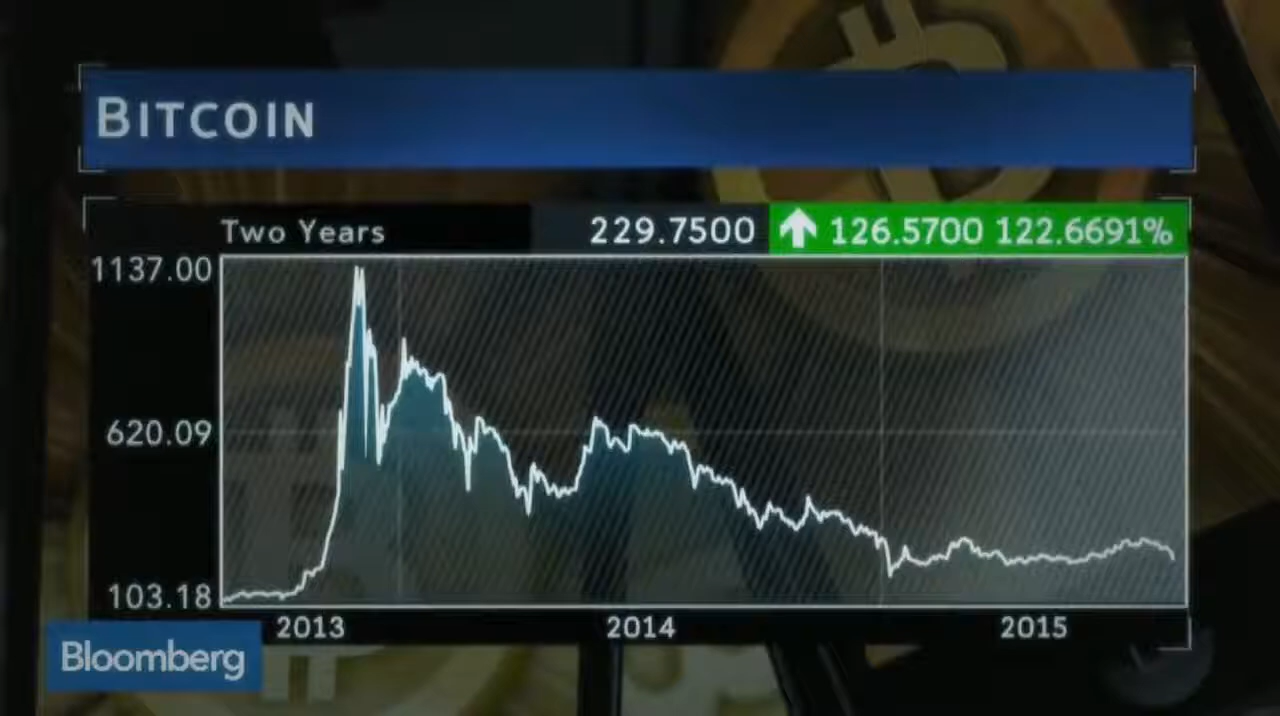 BITCOIN
Two Years 229.7500 126.5700 122.6691%
1137.00
620.09
103.18
2013 2014 2015
Bloomberg